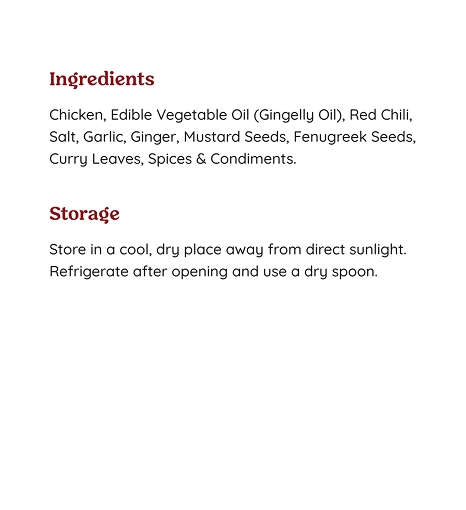 Ingredients
Chicken, Edible Vegetable Oil (Gingelly Oil), Red Chili,
Salt, Garlic, Ginger, Mustard Seeds, Fenugreek Seeds,
Curry Leaves, Spices & Condiments.
Storage
Store in a cool, dry place away from direct sunlight.
Refrigerate after opening and use a dry spoon.